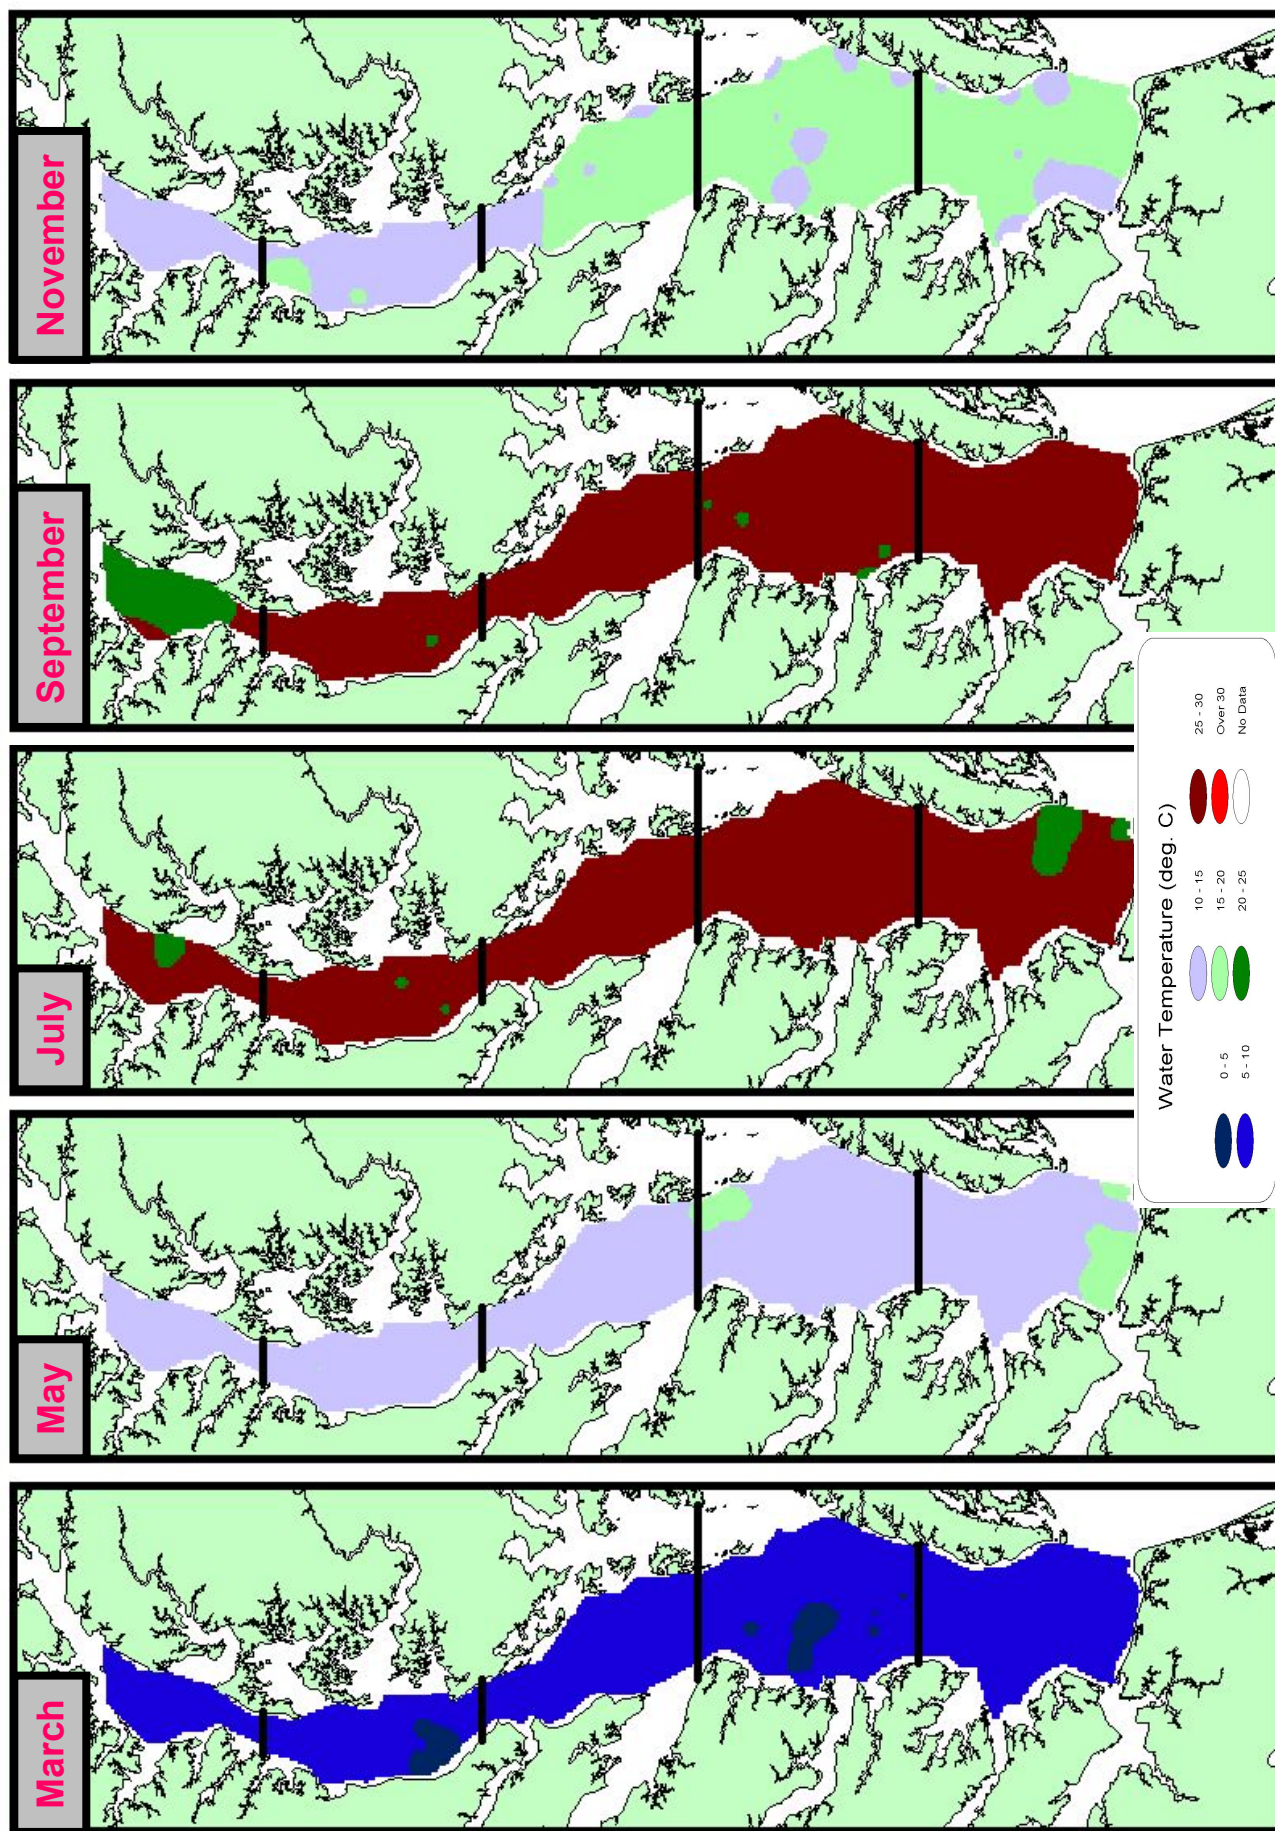 March
May
July
September
November
Water Temperature (deg. C)
0 - 5
5 - 10
10 - 15
15 - 20
20 - 25
25 - 30
Over 30
No Data